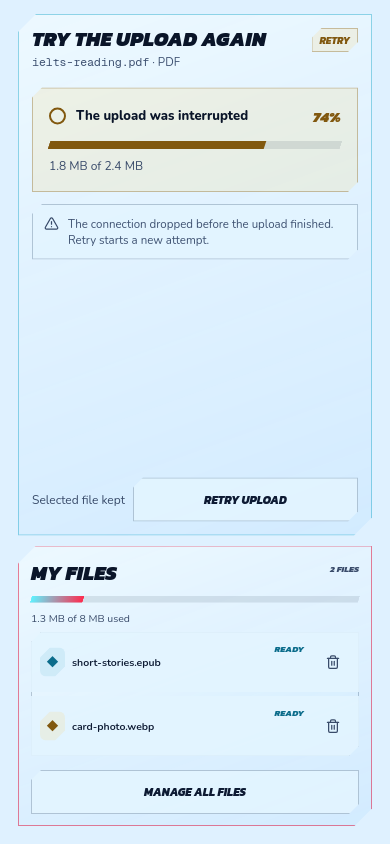 TRY THE UPLOAD AGAIN
RETRY
ielts-reading.pdf · PDF
The upload was interrupted
74%
1.8 MB of 2.4 MB
The connection dropped before the upload finished.
Retry starts a new attempt.
Selected file kept
RETRY UPLOAD
MY FILES
2 FILES
1.3 MB of 8 MB used
READY
short-stories.epub
READY
card-photo.webp
MANAGE ALL FILES